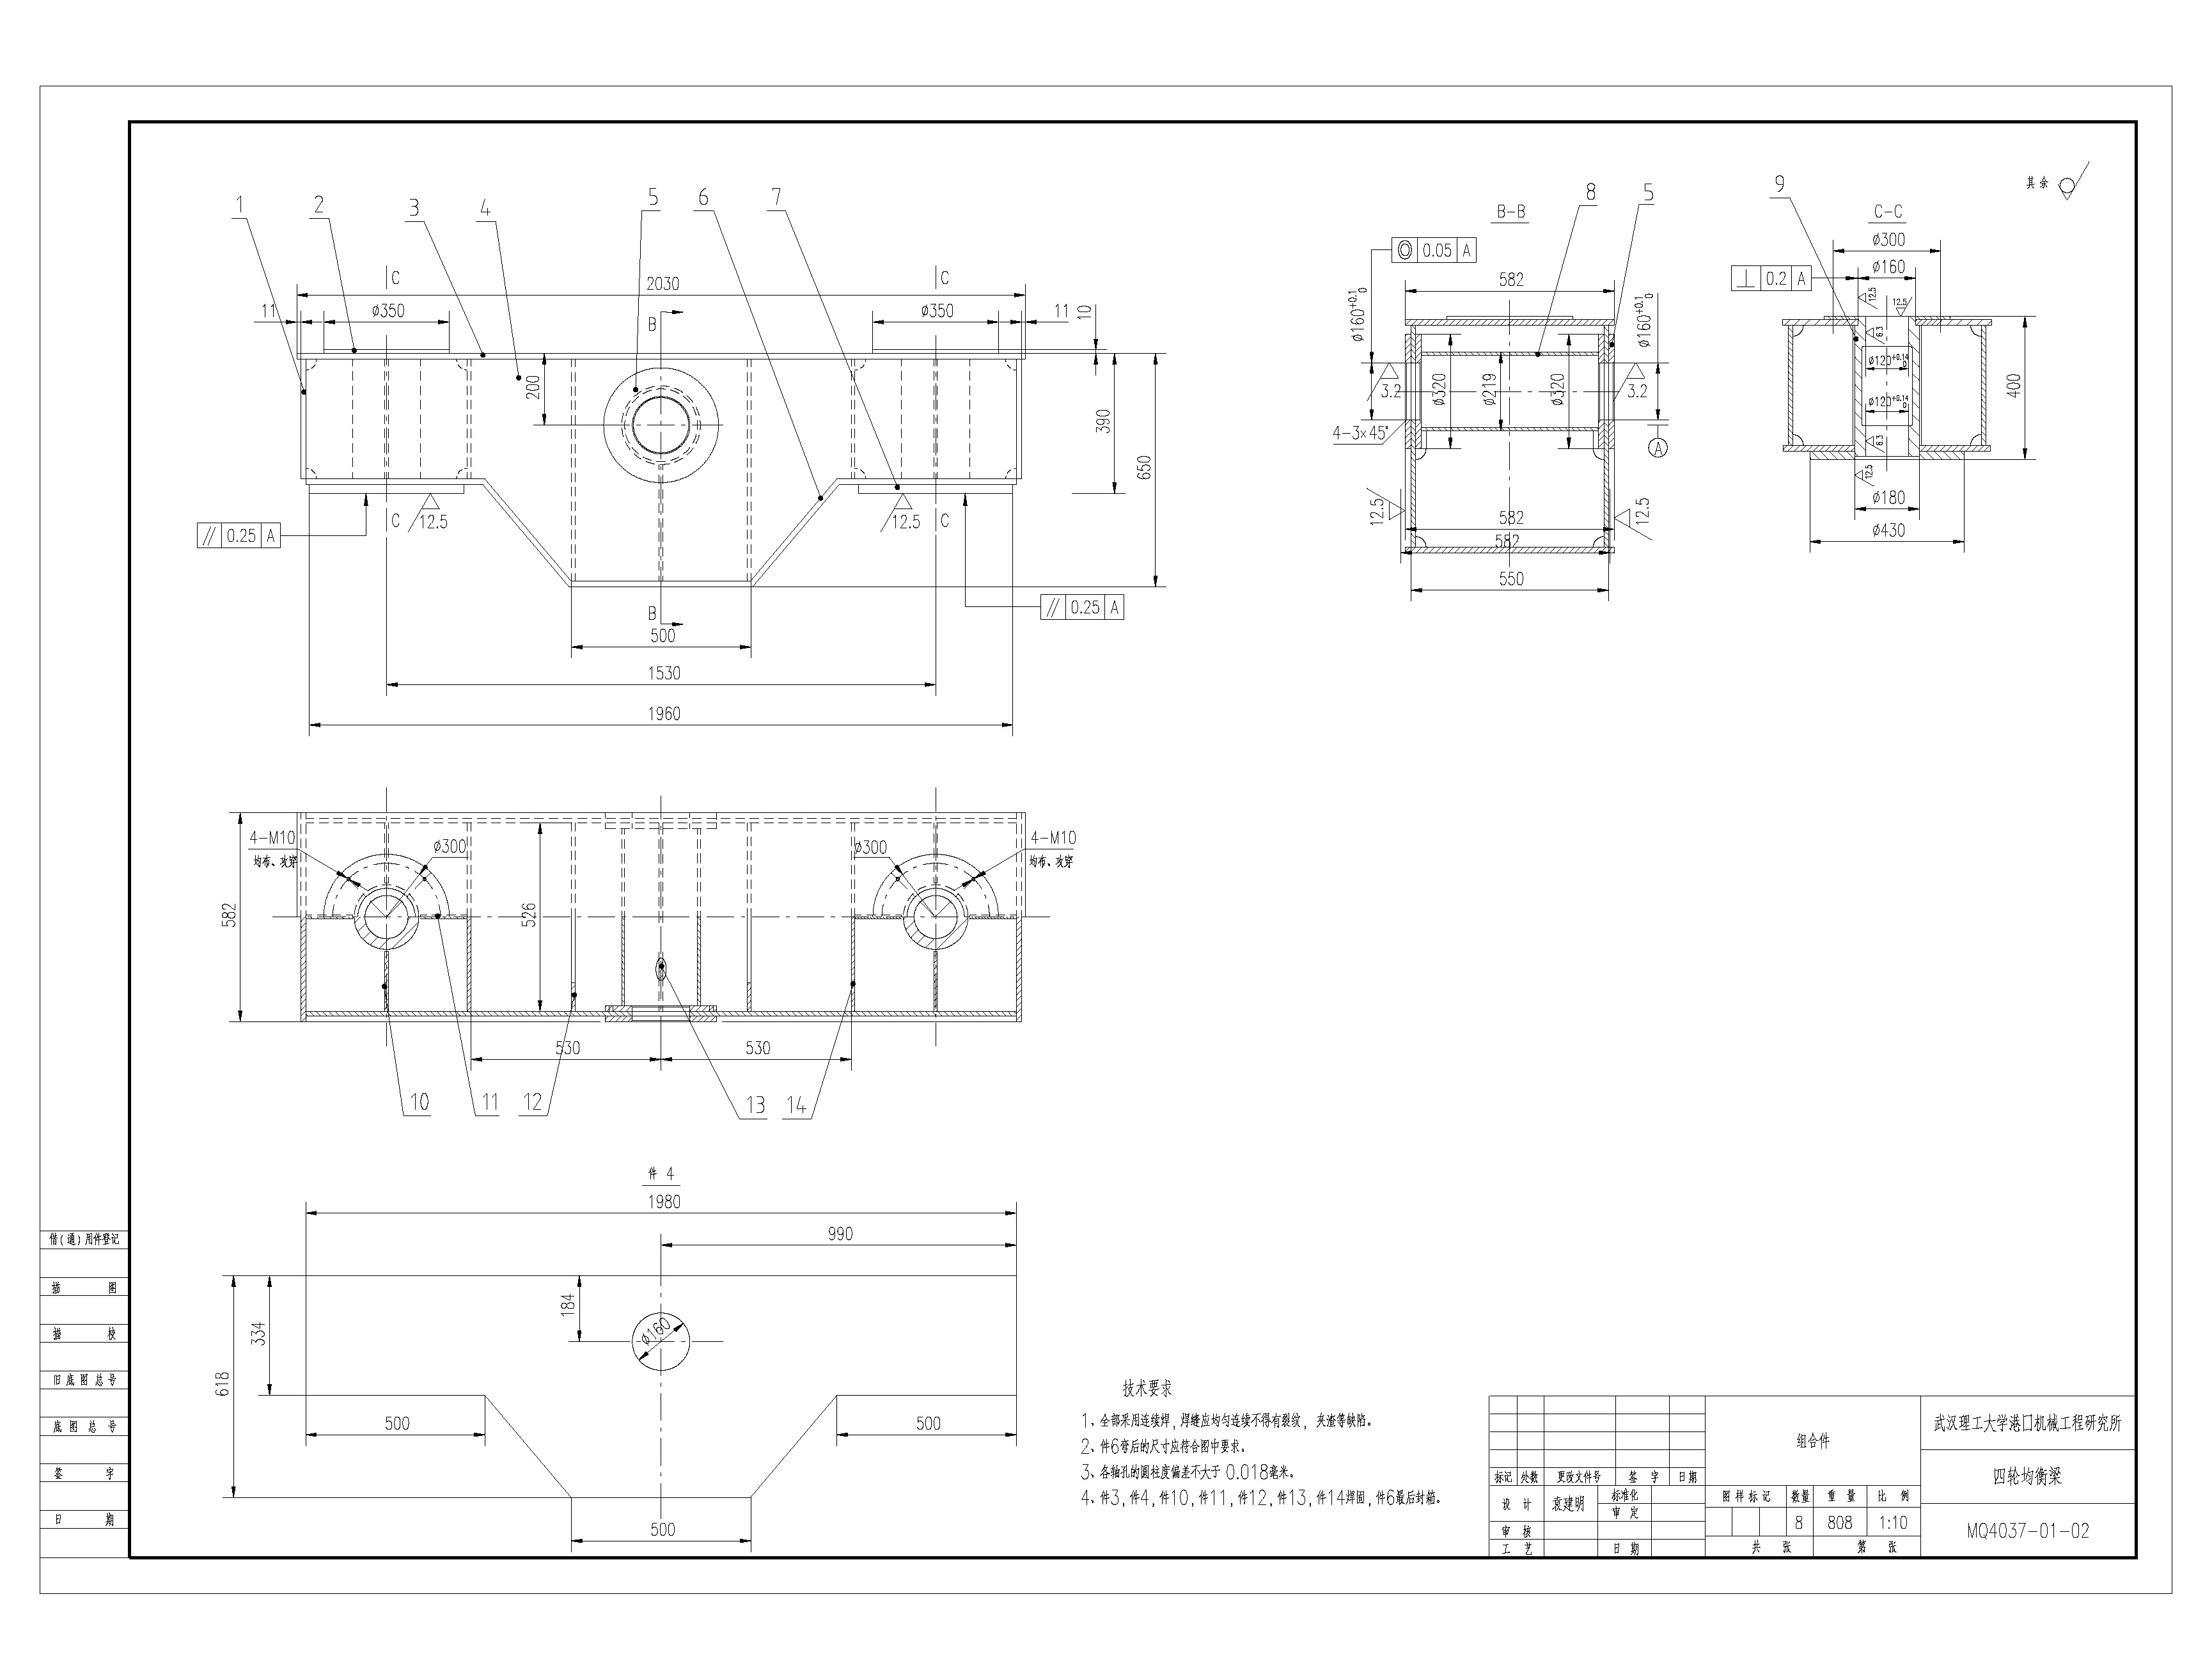 其余
1
2
3
4
5
6
7
C
B
C
2030
11
ø350
ø350
11
10
200
390
650
C
12.5
12.5
C
// 0.25 A
// 0.25 A
B
500
1530
1960
B-B
8
5
◎ 0.05 A
582
ø160+0.1 0
ø160+0.1 0
3.2
ø320
ø219
ø320
3.2
4-3×45°
A
12.5
582
12.5
582
550
9
C-C
ø300
ø160
⊥ 0.2 A
12.5
12.5
6.3
ø120+0.14 0
400
ø120+0.14 0
6.3
12.5
ø180
ø430
4-M10
均布、攻穿
ø300
ø300
4-M10
均布、攻穿
582
526
530
530
10
11
12
13
14
件 4
1980
990
184
ø160
334
618
500
500
500
技术要求
1、全部采用连续焊,焊缝应均匀连续不得有裂纹,夹渣等缺陷。
2、件6弯后的尺寸应符合图中要求。
3、各轴孔的圆柱度偏差不大于 0.018毫米。
4、件3,件4,件10,件11,件12,件13,件14焊固,件6最后封箱。
借(通)用件登记
描 图
描 校
旧底图总号
底图总号
签 字
日 期
标记 处数 更改文件号 签 字 日期
设 计 袁建明 标准化
审 定
审 核
工 艺 日 期
组合件
图样标记 数量 重 量 比 例
8 808 1:10
共 张 第 张
武汉理工大学港口机械工程研究所
四轮均衡梁
MQ4037-01-02